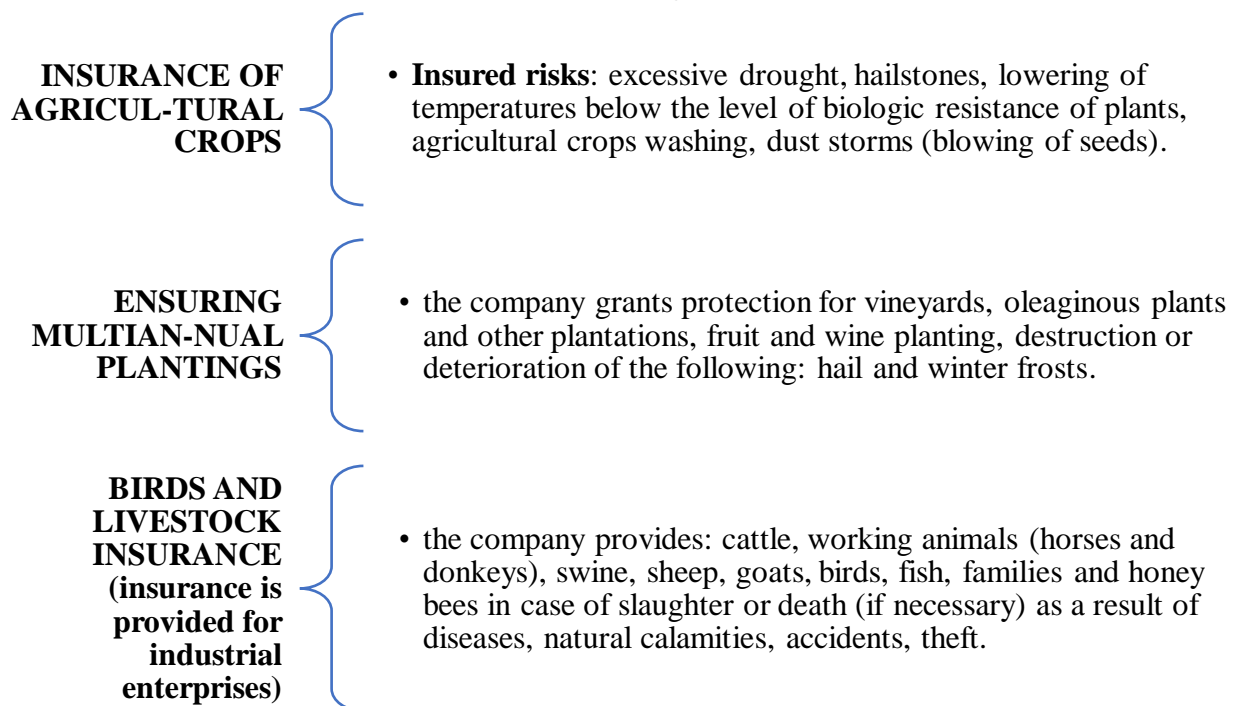 INSURANCE OF
AGRICUL-TURAL
CROPS
• Insured risks: excessive drought, hailstones, lowering of
temperatures below the level of biologic resistance of plants,
agricultural crops washing, dust storms (blowing of seeds).
ENSURING
MULTIAN-NUAL
PLANTINGS
• the company grants protection for vineyards, oleaginous plants
and other plantations, fruit and wine planting, destruction or
deterioration of the following: hail and winter frosts.
BIRDS AND
LIVESTOCK
INSURANCE
(insurance is
provided for
industrial
enterprises)
• the company provides: cattle, working animals (horses and
donkeys), swine, sheep, goats, birds, fish, families and honey
bees in case of slaughter or death (if necessary) as a result of
diseases, natural calamities, accidents, theft.